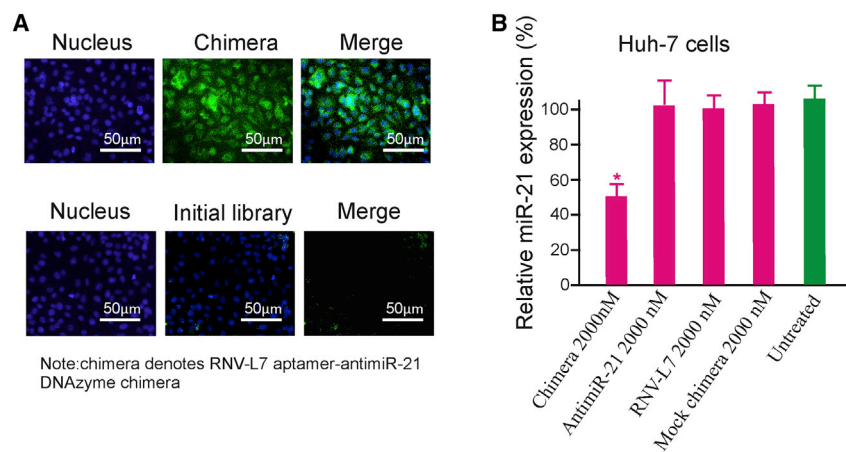 A
Nucleus
Chimera
Merge
50μm
50μm
50μm
Nucleus
Initial library
Merge
50μm
50μm
50μm
Note:chimera denotes RNV-L7 aptamer-antimiR-21
DNAzyme chimera
B
Huh-7 cells
Relative miR-21 expression (%)
100
80
60
40
20
0
*
Chimera 2000nM
AntimiR-21 2000 nM
RNV-L7 2000 nM
Mock chimera 2000 nM
Untreated